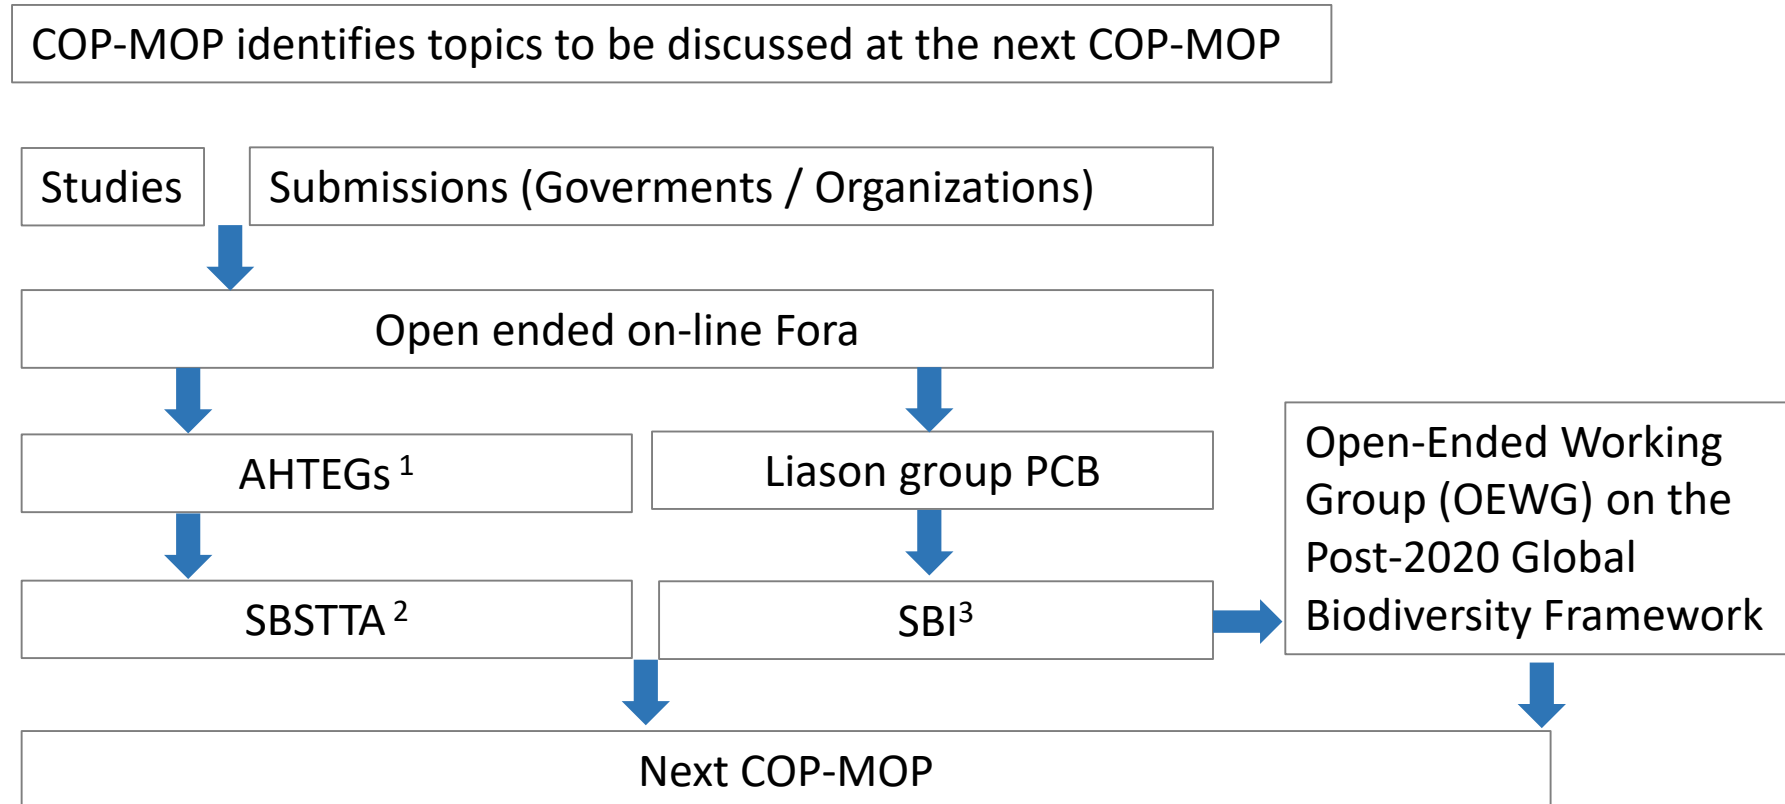 COP-MOP identifies topics to be discussed at the next COP-MOP
Studies
Submissions (Goverments / Organizations)
Open ended on-line Fora
AHTEGs 1
Liason group PCB
SBSTTA 2
SBI3
Open-Ended Working
Group (OEWG) on the
Post-2020 Global
Biodiversity Framework
Next COP-MOP